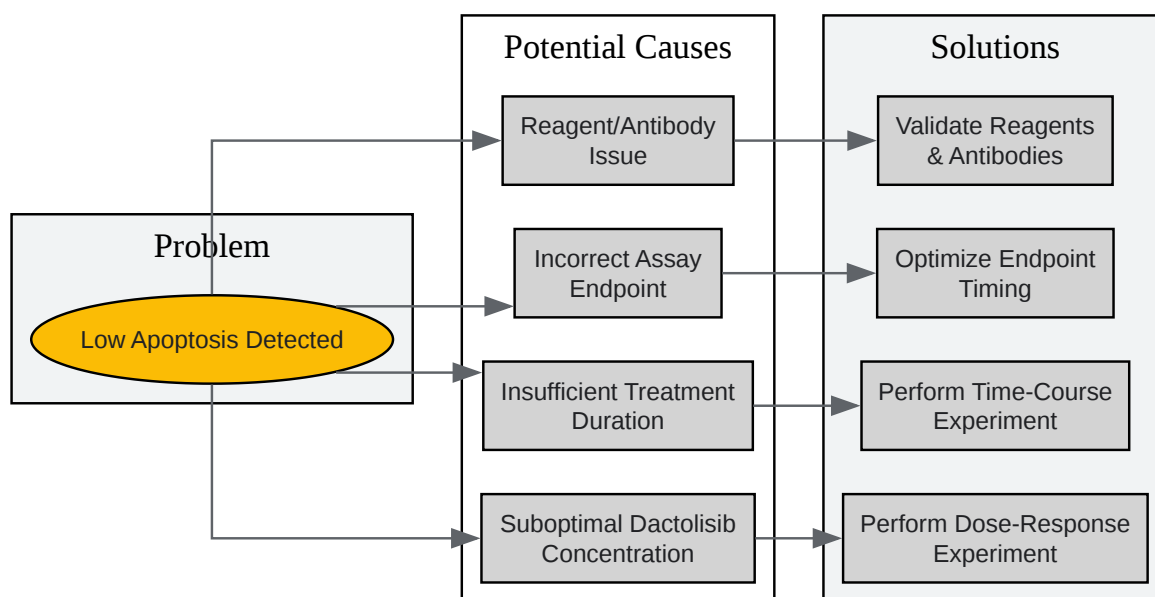 Problem
Low Apoptosis Detected
Potential Causes
Reagent/Antibody
Issue
Incorrect Assay
Endpoint
Insufficient Treatment
Duration
Suboptimal Dactolisib
Concentration
Solutions
Validate Reagents
& Antibodies
Optimize Endpoint
Timing
Perform Time-Course
Experiment
Perform Dose-Response
Experiment